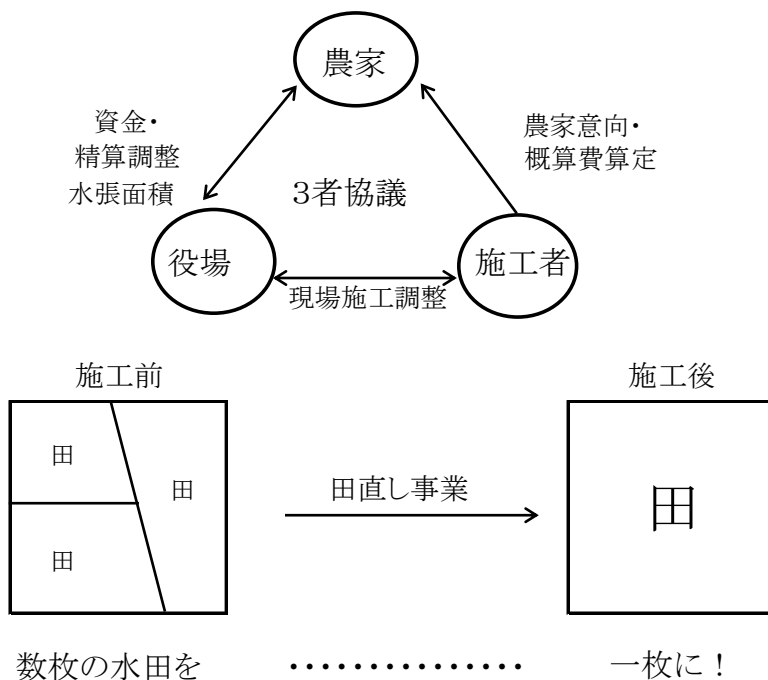 農家
資金・
精算調整
水張面積
農家意向・
概算費算定
3者協議
役場
施工者
現場施工調整
施工前
施工後
田
田
田
田直し事業
田
数枚の水田を ・・・・・・・・・・・・・・・ 一枚に！